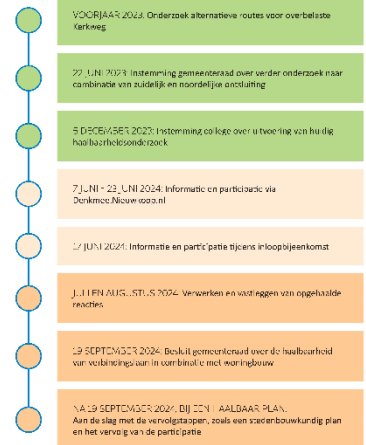 VOORJAAR 2023: Onderzoek alternatieve routes voor overbelaste
Kerkweg
22 JUNI 2023: Instemming gemeenteraad over verder onderzoek naar
combinatie van zuidelijk en noordelijke ontsluiting
5 DECEMBER 2023: Instemming college over uitvoering van huidig
haalbaarheidsonderzoek
7 JUNI - 23 JUNI 2024: Informatie en participatie via
Denkmee.Nieuwkoop.nl
17 JUNI 2024: Informatie en participatie tijdens inloopbijeenkomst
JULI EN AUGUSTUS 2024: Verwerken en vastleggen van opgehaalde
reacties
19 SEPTEMBER 2024: Besluit gemeenteraad over de haalbaarheid
van verbindingslaan in combinatie met woningbouw
NA 19 SEPTEMBER 2024, BIJ EEN HAALBAAR PLAN:
Aan de slag met de vervolgstappen, zoals een stedenbouwkundig plan
en het vervolg van de participatie